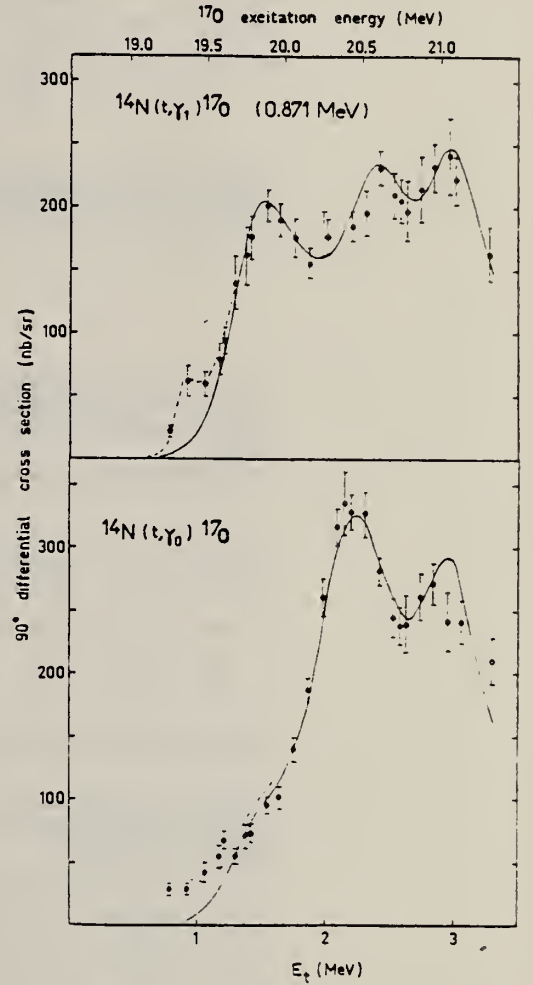 ¹⁷O excitation energy (MeV)
19.0 19.5 20.0 20.5 21.0
300
¹⁴N(t,γ₁)¹⁷O (0.871 MeV)
200
100
90° differential cross section (nb/sr)
¹⁴N(t,γ₀) ¹⁷O
300
200
100
1 2 3
Eₜ (MeV)